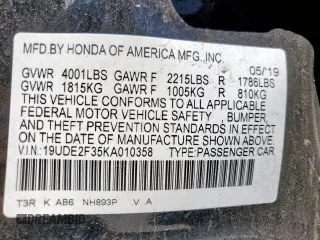 MFD.BY HONDA OF AMERICA MFG.,INC. 05/19
GVWR 4001LBS GAWR F 2215LBS R 1786LBS
GVWR 1815KG GAWR F 1005KG R 810KG
THIS VEHICLE CONFORMS TO ALL APPLICABLE
FEDERAL MOTOR VEHICLE SAFETY , BUMPER,
AND THEFT PREVENTION STANDARDS IN EFFECT
ON THE DATE OF MANUFACTURE SHOWN ABOVE.
V.I.N:19UDE2F35KA010358 TYPE:PASSENGER CAR
T3R K AB6 NH893P V .A